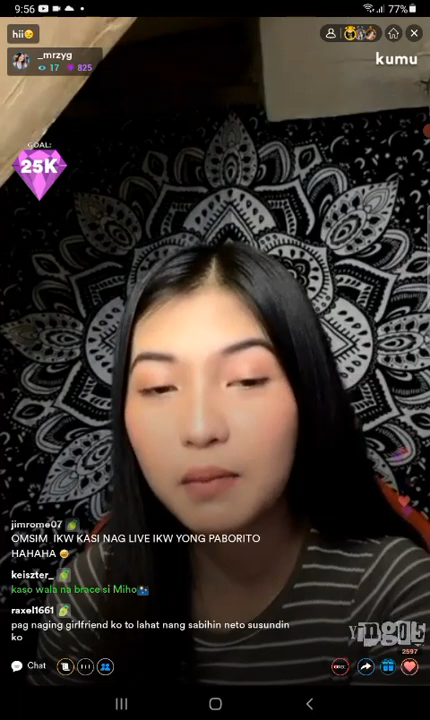 9:56
77%
hii😏
_mrzyg
17 825
kumu
GOAL:
25K
jimrome07
OMSIM IKW KASI NAG LIVE IKW YONG PABORITO
HAHAHA 😄
keiszter_
kaso wala na brace si Miho
raxel1661
pag naging girlfriend ko to lahat nang sabihin neto susundin
ko
2597
Chat